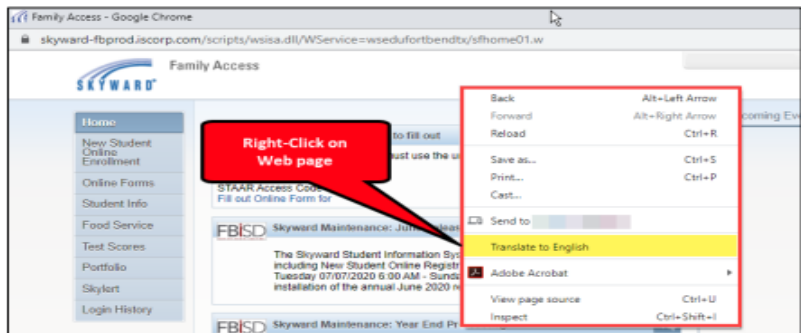 Family Access - Google Chrome
skyward-fbprod.iscorp.com/scripts/wsisa.dll/WService=wsedufortbendtx/sfhome01.w
SKYWARD
Family Access
Home
New Student
Online
Enrollment
Online Forms
Student Info
Food Service
Test Scores
Portfolio
Skylert
Login History
Right-Click on
Web page
to fill out
ust use the u
STAAR Access Code
Fill out Online Form for
FBISD Skyward Maintenance: June
The Skyward Student Information Sys
including New Student Online Registr
Tuesday 07/07/2020 6:00 AM - Sunda
installation of the annual June 2020 r
FBISD Skyward Maintenance: Year End Pr
Back Alt+Left Arrow
Forward Alt+Right Arrow
Reload Ctrl+R
Save as... Ctrl+S
Print... Ctrl+P
Cast...
Send to
Translate to English
Adobe Acrobat
View page source Ctrl+U
Inspect Ctrl+Shift+I
coming Eve